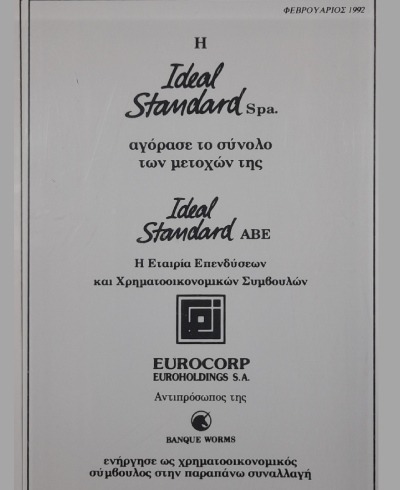 ΦΕΒΡΟΥΑΡΙΟΣ 1992
Η
Ideal
Standard Spa.
αγόρασε το σύνολο
των μετοχών της
Ideal
Standard ΑΒΕ
Η Εταιρία Επενδύσεων
και Χρηματοοικονομικών Συμβουλών
EUROCORP
EUROHOLDINGS S.A.
Αντιπρόσωπος της
BANQUE WORMS
ενήργησε ως χρηματοοικονομικός
σύμβουλος στην παραπάνω συναλλαγή